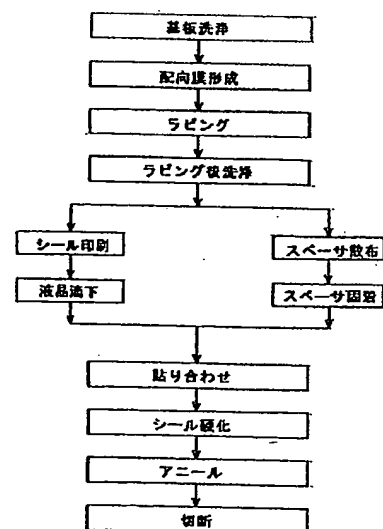 基板洗浄
配向膜形成
ラビング
ラビング後洗浄
シール印刷
スペーサ散布
液晶滴下
スペーサ固着
貼り合わせ
シール硬化
アニール
切断